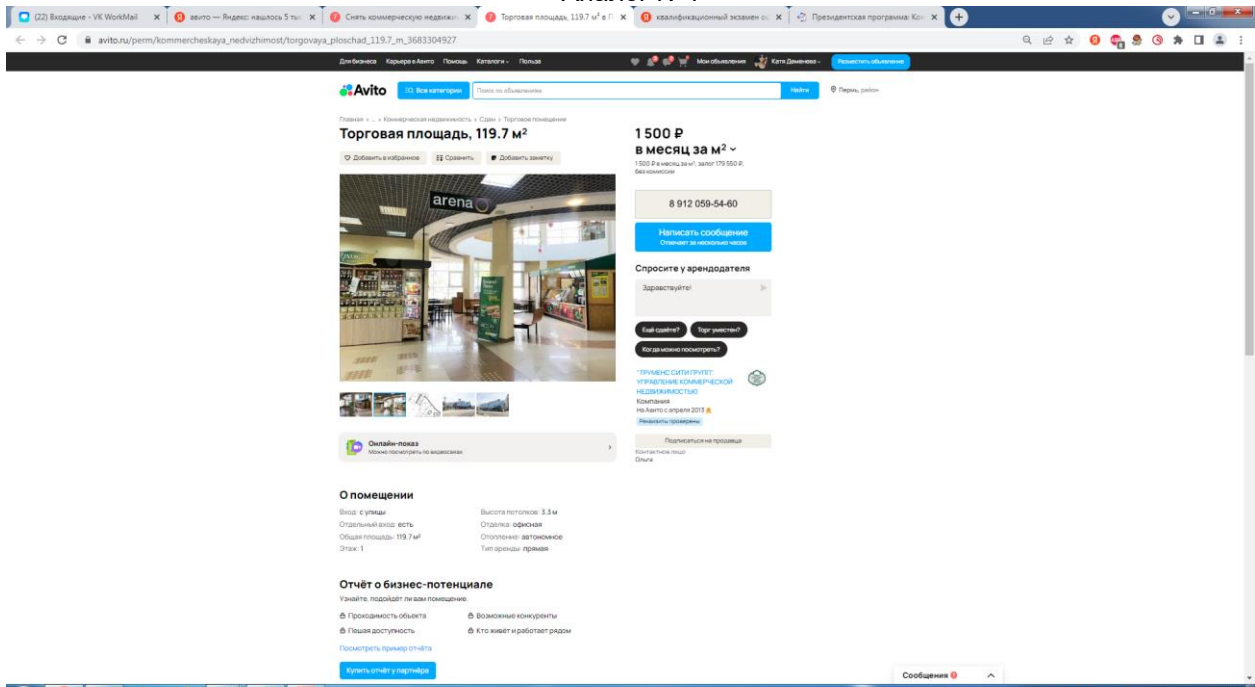 (22) Входящие - VK WorkMail
авито — Яндекс: нашлось 5 тыс
Снять коммерческую недвижим
Торговая площадь, 119.7 м² в П
квалификационный экзамен
Президентская программа: Ко
avito.ru/perm/kommercheskaya_nedvizhimost/torgovaya_ploschad_119.7_m_3683304927
Для бизнеса Карьера в Авито Помощь Каталоги Польза
Мои объявления Катя Деменева Разместить объявление
Avito Все категории Поиск по объявлениям Найти Пермь, район
Главная › ... › Коммерческая недвижимость › Сдам › Торговое помещение
Торговая площадь, 119.7 м²
Добавить в избранное Сравнить Добавить заметку
arena
1 500 ₽
в месяц за м²
1 500 ₽ в месяц за м², залог 179 550 ₽,
без комиссии
8 912 059-54-60
Написать сообщение
Отвечает за несколько часов
Спросите у арендодателя
Здравствуйте!
Ещё сдаёте? Торг уместен?
Когда можно посмотреть?
"ТРУМЕНС СИТИ ГРУПП":
УПРАВЛЕНИЕ КОММЕРЧЕСКОЙ
НЕДВИЖИМОСТЬЮ
Компания
На Авито с апреля 2013
Реквизиты проверены
Подписаться на продавца
Контактное лицо
Ольга
Онлайн-показ
Можно посмотреть по видеосвязи
О помещении
Вход: с улицы
Отдельный вход: есть
Общая площадь: 119.7 м²
Этаж: 1
Высота потолков: 3.3 м
Отделка: офисная
Отопление: автономное
Тип аренды: прямая
Отчёт о бизнес-потенциале
Узнайте, подойдёт ли вам помещение.
Проходимость объекта
Возможные конкуренты
Пешая доступность
Кто живёт и работает рядом
Посмотреть пример отчёта
Купить отчёт у партнёра
Сообщения